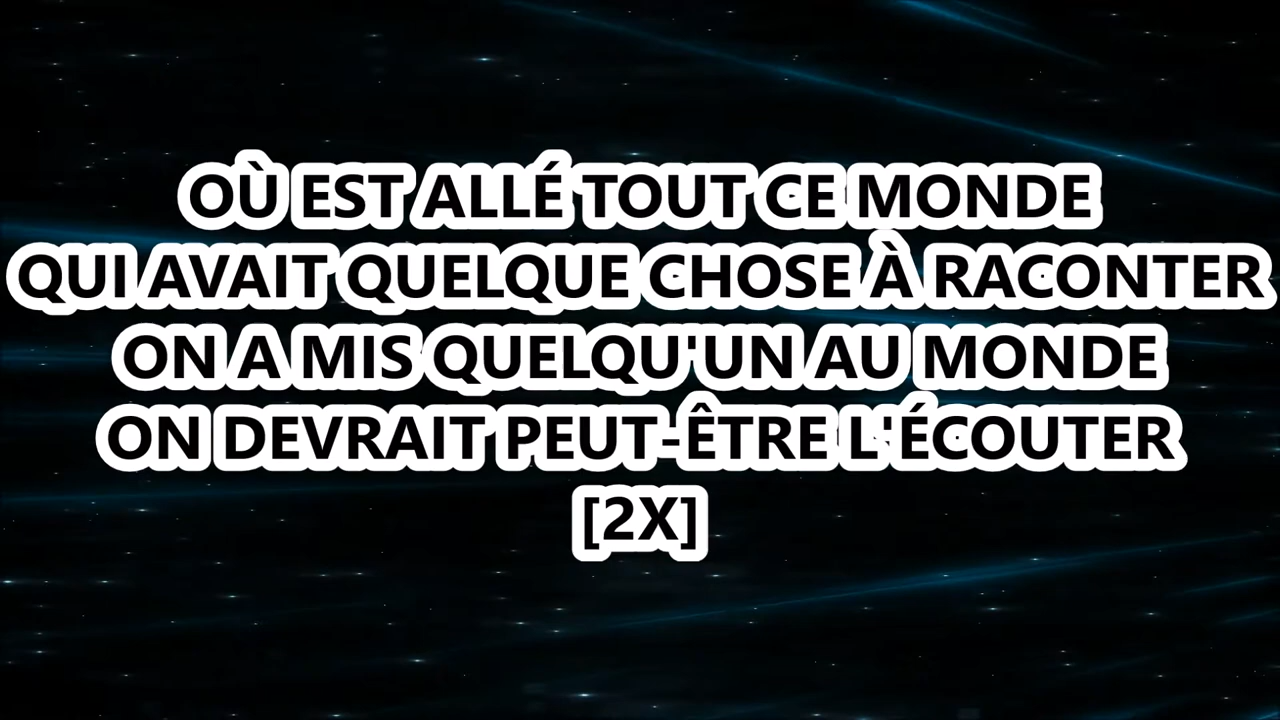 OÙ EST ALLÉ TOUT CE MONDE
QUI AVAIT QUELQUE CHOSE À RACONTER
ON A MIS QUELQU'UN AU MONDE
ON DEVRAIT PEUT-ÊTRE L'ÉCOUTER
[2X]